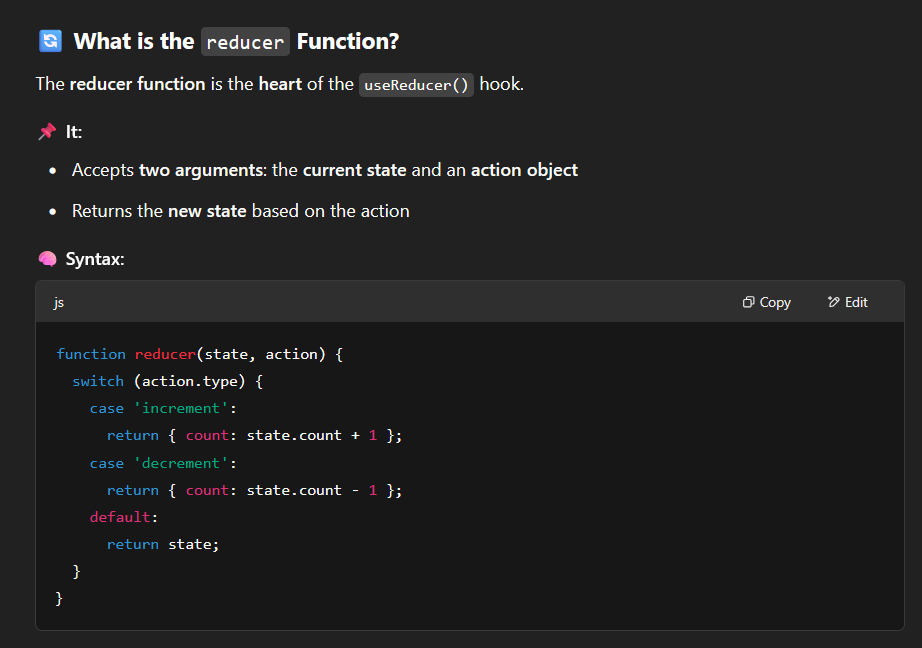 🔄 What is the reducer Function?
The reducer function is the heart of the useReducer() hook.
📌 It:
• Accepts two arguments: the current state and an action object
• Returns the new state based on the action
🧠 Syntax:
js Copy Edit
function reducer(state, action) {
  switch (action.type) {
    case 'increment':
      return { count: state.count + 1 };
    case 'decrement':
      return { count: state.count - 1 };
    default:
      return state;
  }
}